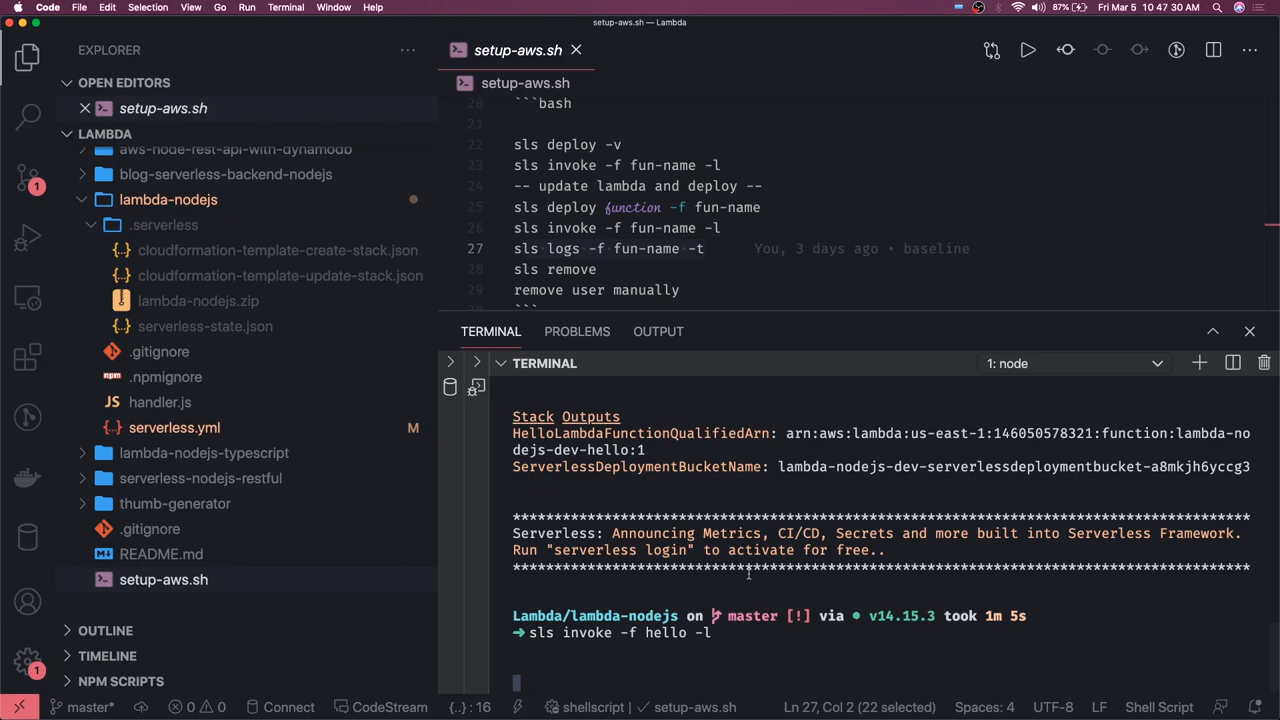 Code File Edit Selection View Go Run Terminal Window Help 87% Fri Mar 5 10:47:30 AM
setup-aws.sh — Lambda
EXPLORER
OPEN EDITORS
setup-aws.sh
LAMBDA
aws-node-rest-api-with-dynamodb
blog-serverless-backend-nodejs
1
lambda-nodejs
.serverless
{..} cloudformation-template-create-stack.json
{..} cloudformation-template-update-stack.json
lambda-nodejs.zip
{..} serverless-state.json
.gitignore
npm .npmignore
JS handler.js
{..} serverless.yml M
lambda-nodejs-typescript
serverless-nodejs-restful
thumb-generator
.gitignore
README.md
setup-aws.sh
OUTLINE
TIMELINE
1
NPM SCRIPTS
setup-aws.sh
setup-aws.sh
20 ```bash
21
22 sls deploy -v
23 sls invoke -f fun-name -l
24 -- update lambda and deploy --
25 sls deploy function -f fun-name
26 sls invoke -f fun-name -l
27 sls logs -f fun-name -t You, 3 days ago • baseline
28 sls remove
29 remove user manually
```
TERMINAL PROBLEMS OUTPUT
TERMINAL 1: node
Stack Outputs
HelloLambdaFunctionQualifiedArn: arn:aws:lambda:us-east-1:146050578321:function:lambda-no
dejs-dev-hello:1
ServerlessDeploymentBucketName: lambda-nodejs-dev-serverlessdeploymentbucket-a8mkjh6yccg3
*****************************************************************************************
Serverless: Announcing Metrics, CI/CD, Secrets and more built into Serverless Framework.
Run "serverless login" to activate for free..
*****************************************************************************************
Lambda/lambda-nodejs on master [!] via ● v14.15.3 took 1m 5s
➜ sls invoke -f hello -l
master* 0 0 Connect CodeStream {..} : 16 shellscript | ✓ setup-aws.sh Ln 27, Col 2 (22 selected) Spaces: 4 UTF-8 LF Shell Script